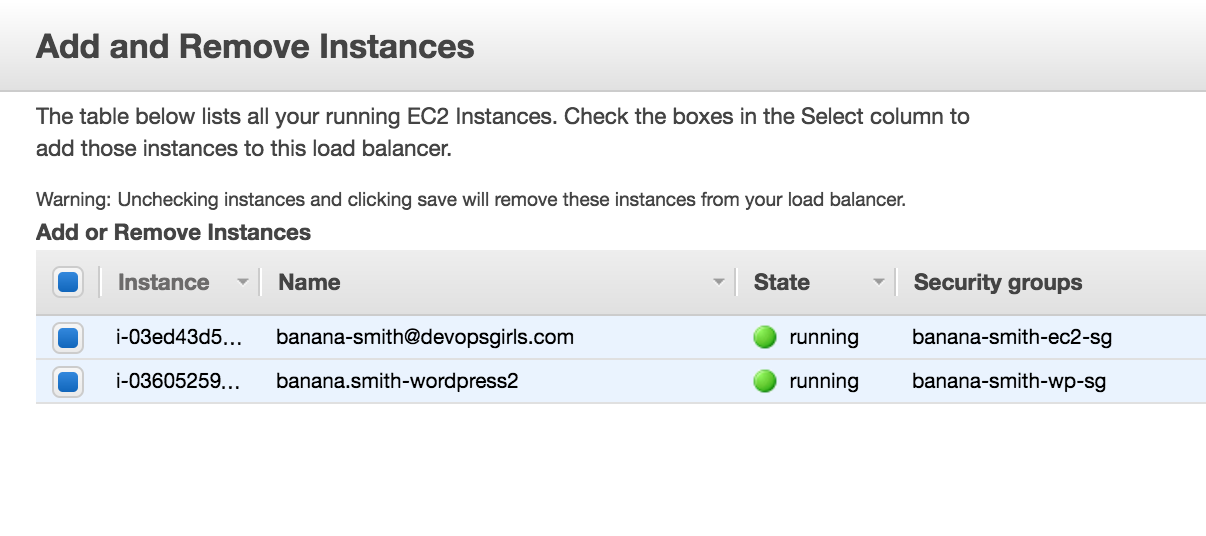 Add and Remove Instances
The table below lists all your running EC2 Instances. Check the boxes in the Select column to
add those instances to this load balancer.
Warning: Unchecking instances and clicking save will remove these instances from your load balancer.
Add or Remove Instances
Instance Name State Security groups
i-03ed43d5... banana-smith@devopsgirls.com running banana-smith-ec2-sg
i-03605259... banana.smith-wordpress2 running banana-smith-wp-sg